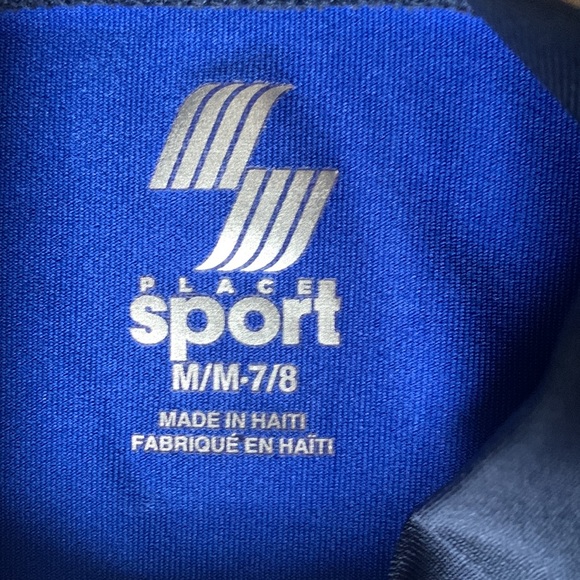 PLACE
sport
M/M-7/8
MADE IN HAITI
FABRIQUÉ EN HAÏTI